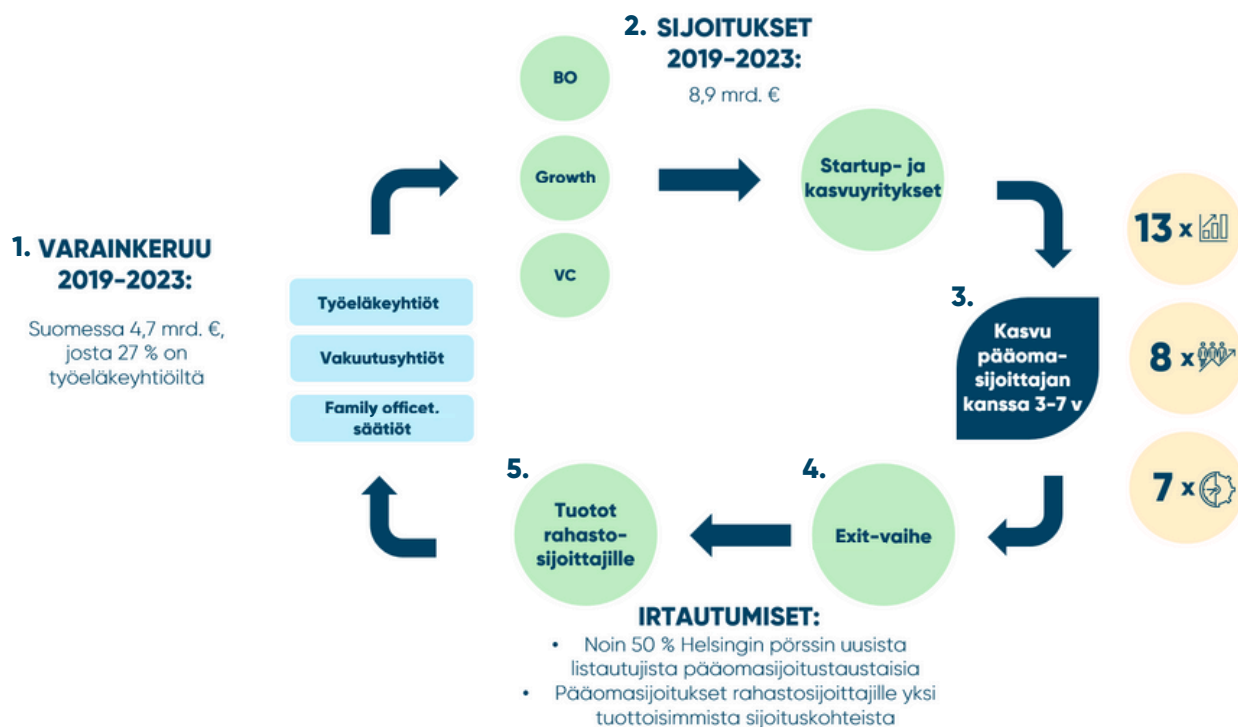 1. VARAINKERUU
2019-2023:
Suomessa 4,7 mrd. €,
josta 27 % on
työeläkeyhtiöiltä
Työeläkeyhtiöt
Vakuutusyhtiöt
Family officet.
säätiöt
BO
Growth
VC
2. SIJOITUKSET
2019-2023:
8,9 mrd. €
Startup- ja
kasvuyritykset
3.
Kasvu
pääoma-
sijoittajan
kanssa 3-7 v
13 x
8 x
7 x
4.
Exit-vaihe
5.
Tuotot
rahasto-
sijoittajille
IRTAUTUMISET:
• Noin 50 % Helsingin pörssin uusista
listautujista pääomasijoitustaustaisia
• Pääomasijoitukset rahastosijoittajille yksi
tuottoisimmista sijoituskohteista